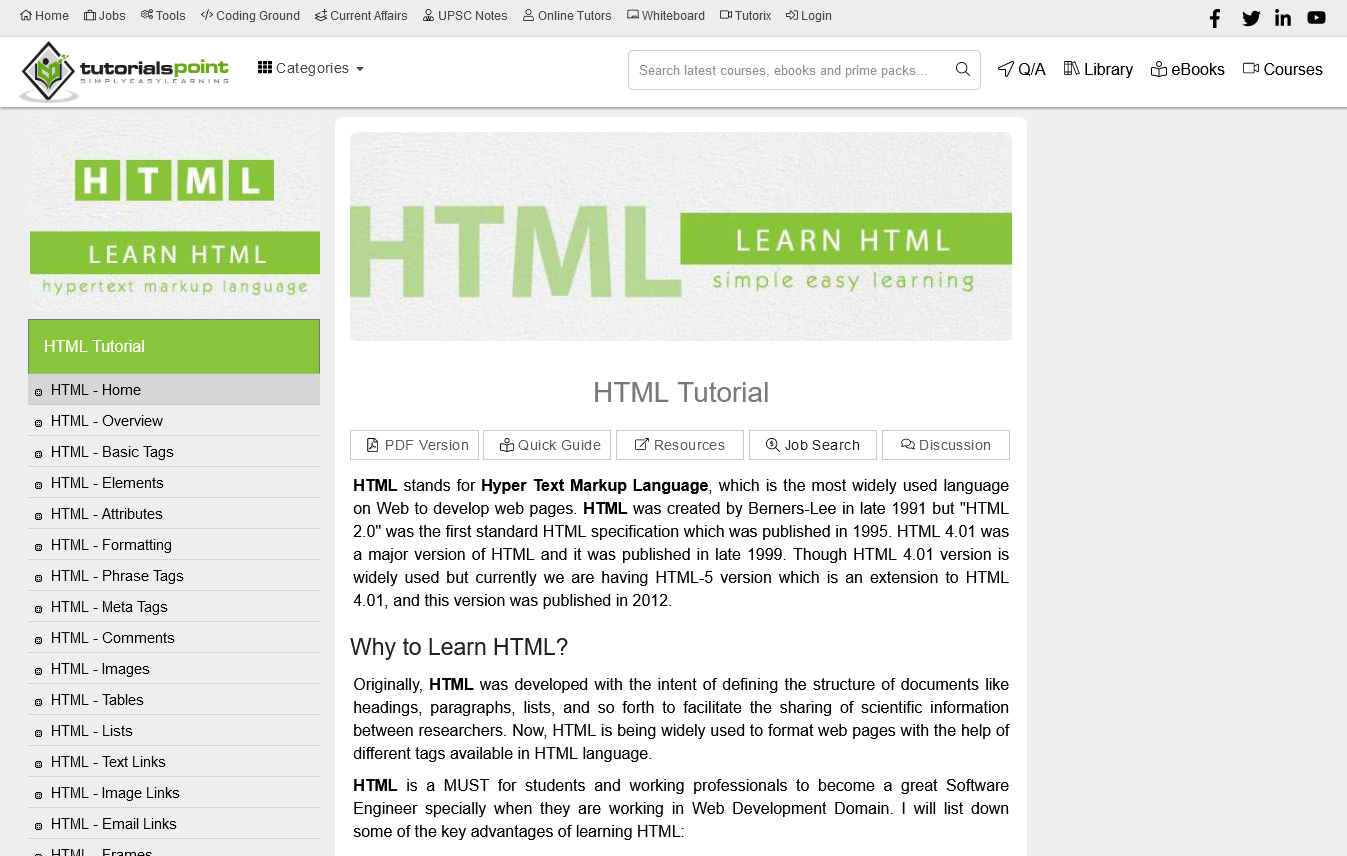 Home Jobs Tools Coding Ground Current Affairs UPSC Notes Online Tutors Whiteboard Tutorix Login
tutorialspoint
SIMPLYEASYLEARNING
Categories
Search latest courses, ebooks and prime packs...
Q/A Library eBooks Courses
HTML
LEARN HTML
hypertext markup language
HTML Tutorial
HTML - Home
HTML - Overview
HTML - Basic Tags
HTML - Elements
HTML - Attributes
HTML - Formatting
HTML - Phrase Tags
HTML - Meta Tags
HTML - Comments
HTML - Images
HTML - Tables
HTML - Lists
HTML - Text Links
HTML - Image Links
HTML - Email Links
HTML - Frames
HTML
LEARN HTML
simple easy learning
HTML Tutorial
PDF Version Quick Guide Resources Job Search Discussion
HTML stands for Hyper Text Markup Language, which is the most widely used language
on Web to develop web pages. HTML was created by Berners-Lee in late 1991 but "HTML
2.0" was the first standard HTML specification which was published in 1995. HTML 4.01 was
a major version of HTML and it was published in late 1999. Though HTML 4.01 version is
widely used but currently we are having HTML-5 version which is an extension to HTML
4.01, and this version was published in 2012.
Why to Learn HTML?
Originally, HTML was developed with the intent of defining the structure of documents like
headings, paragraphs, lists, and so forth to facilitate the sharing of scientific information
between researchers. Now, HTML is being widely used to format web pages with the help of
different tags available in HTML language.
HTML is a MUST for students and working professionals to become a great Software
Engineer specially when they are working in Web Development Domain. I will list down
some of the key advantages of learning HTML: